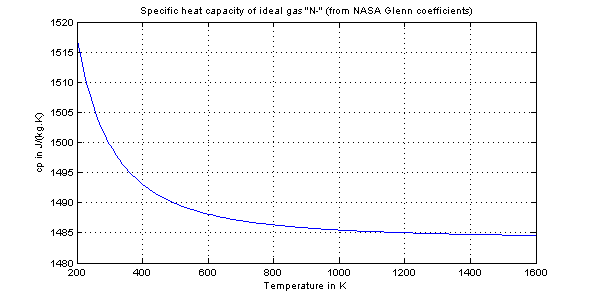 Specific heat capacity of ideal gas "N-" (from NASA Glenn coefficients)
1520
1515
1510
1505
1500
1495
1490
1485
1480
cp in J/(kg.K)
200 400 600 800 1000 1200 1400 1600
Temperature in K